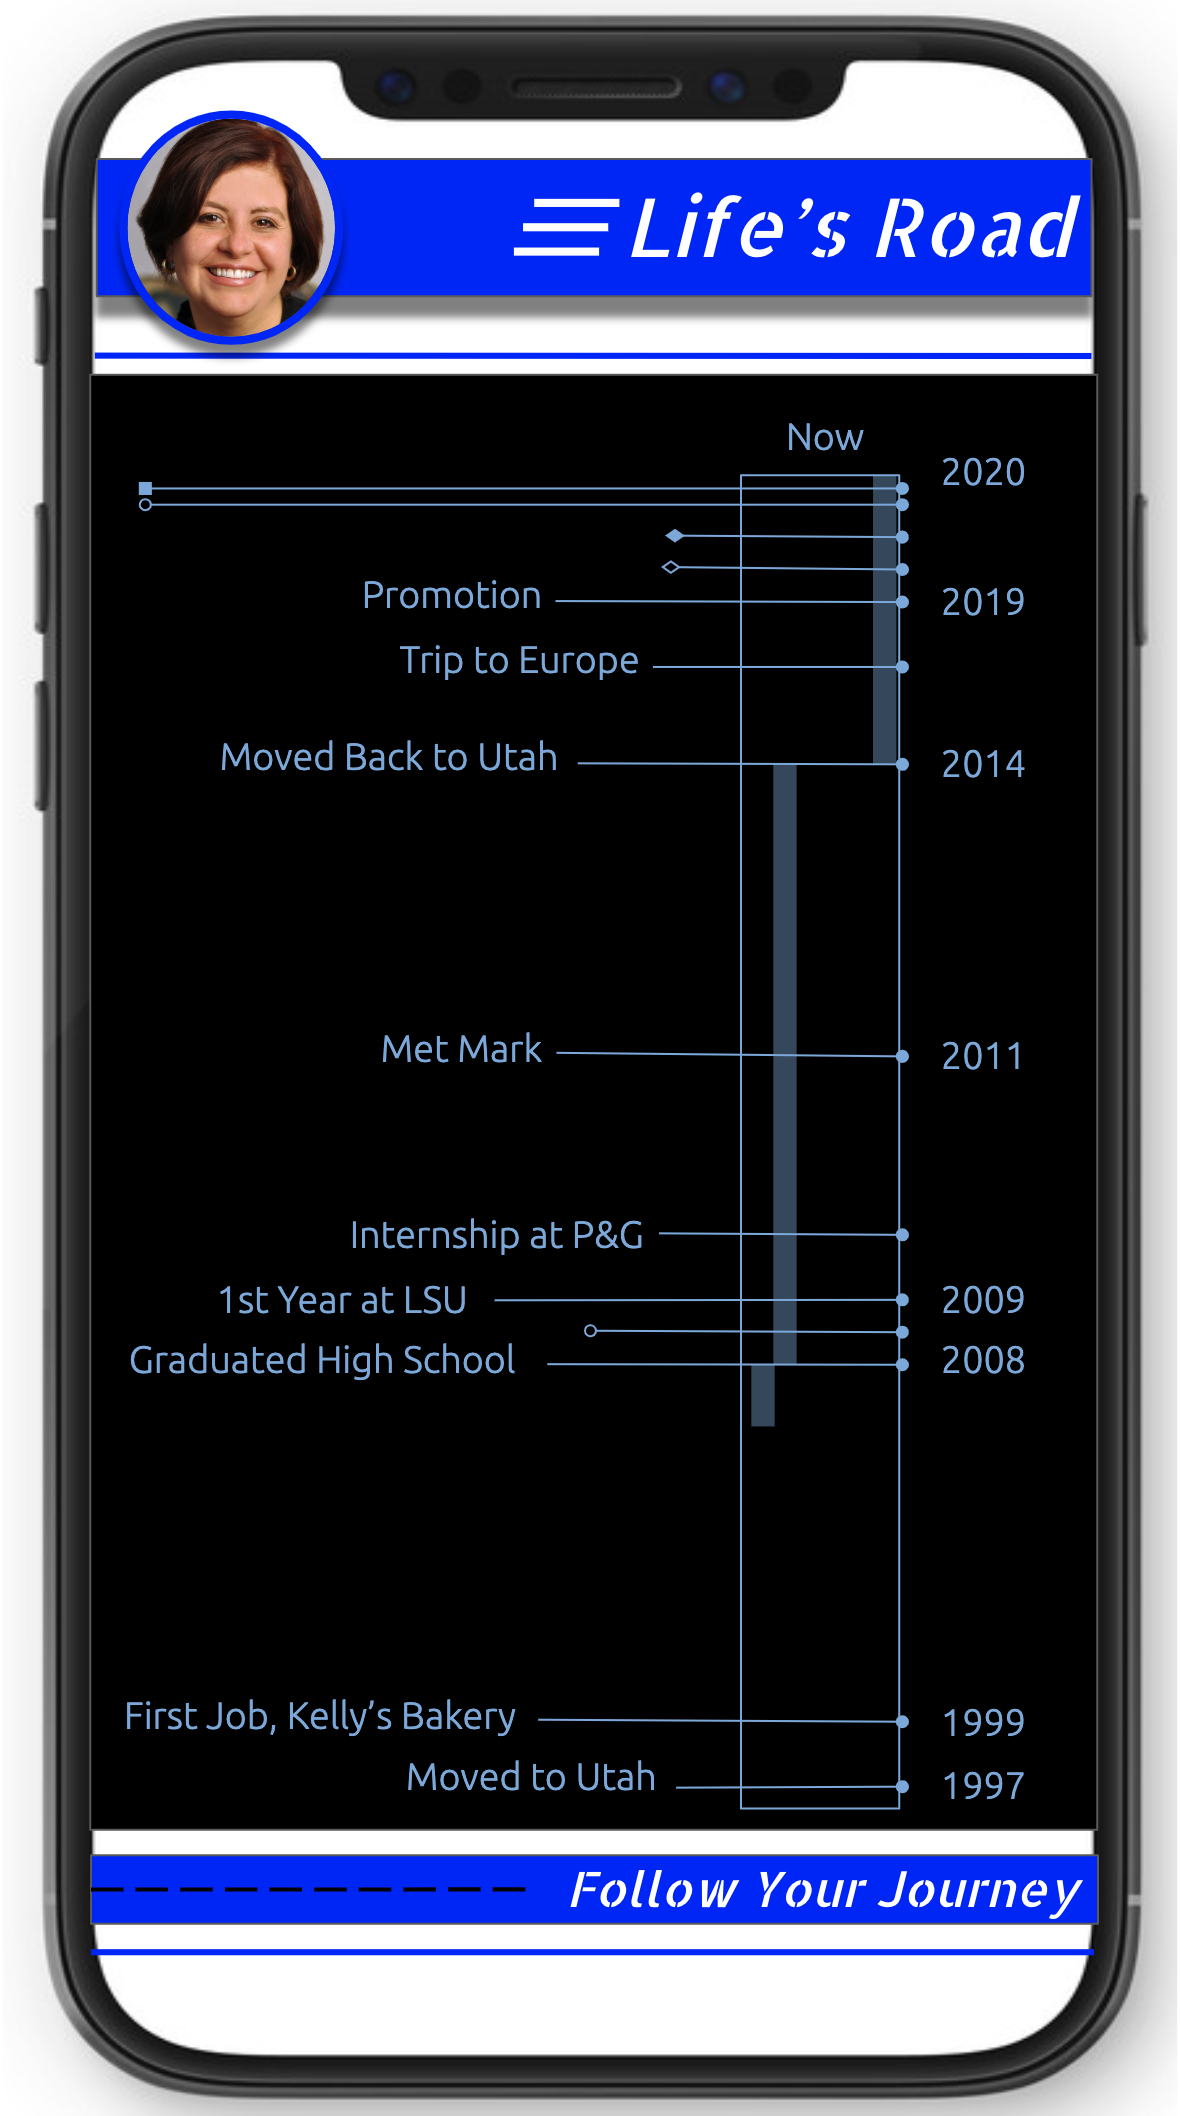 Life's Road
Now
2020
Promotion
2019
Trip to Europe
Moved Back to Utah
2014
Met Mark
2011
Internship at P&G
1st Year at LSU
2009
Graduated High School
2008
First Job, Kelly's Bakery
1999
Moved to Utah
1997
Follow Your Journey